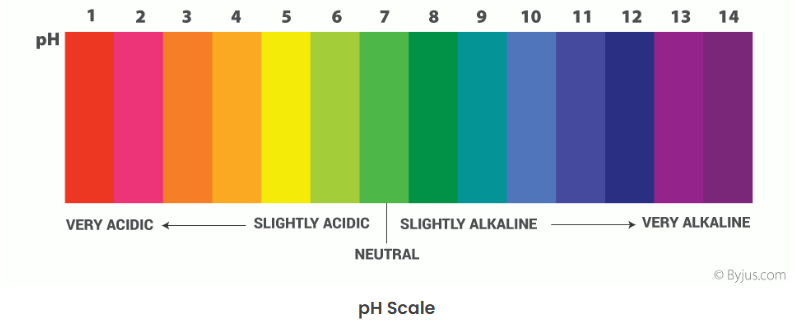 1 2 3 4 5 6 7 8 9 10 11 12 13 14
pH
VERY ACIDIC SLIGHTLY ACIDIC SLIGHTLY ALKALINE VERY ALKALINE
NEUTRAL
© Byjus.com
pH Scale